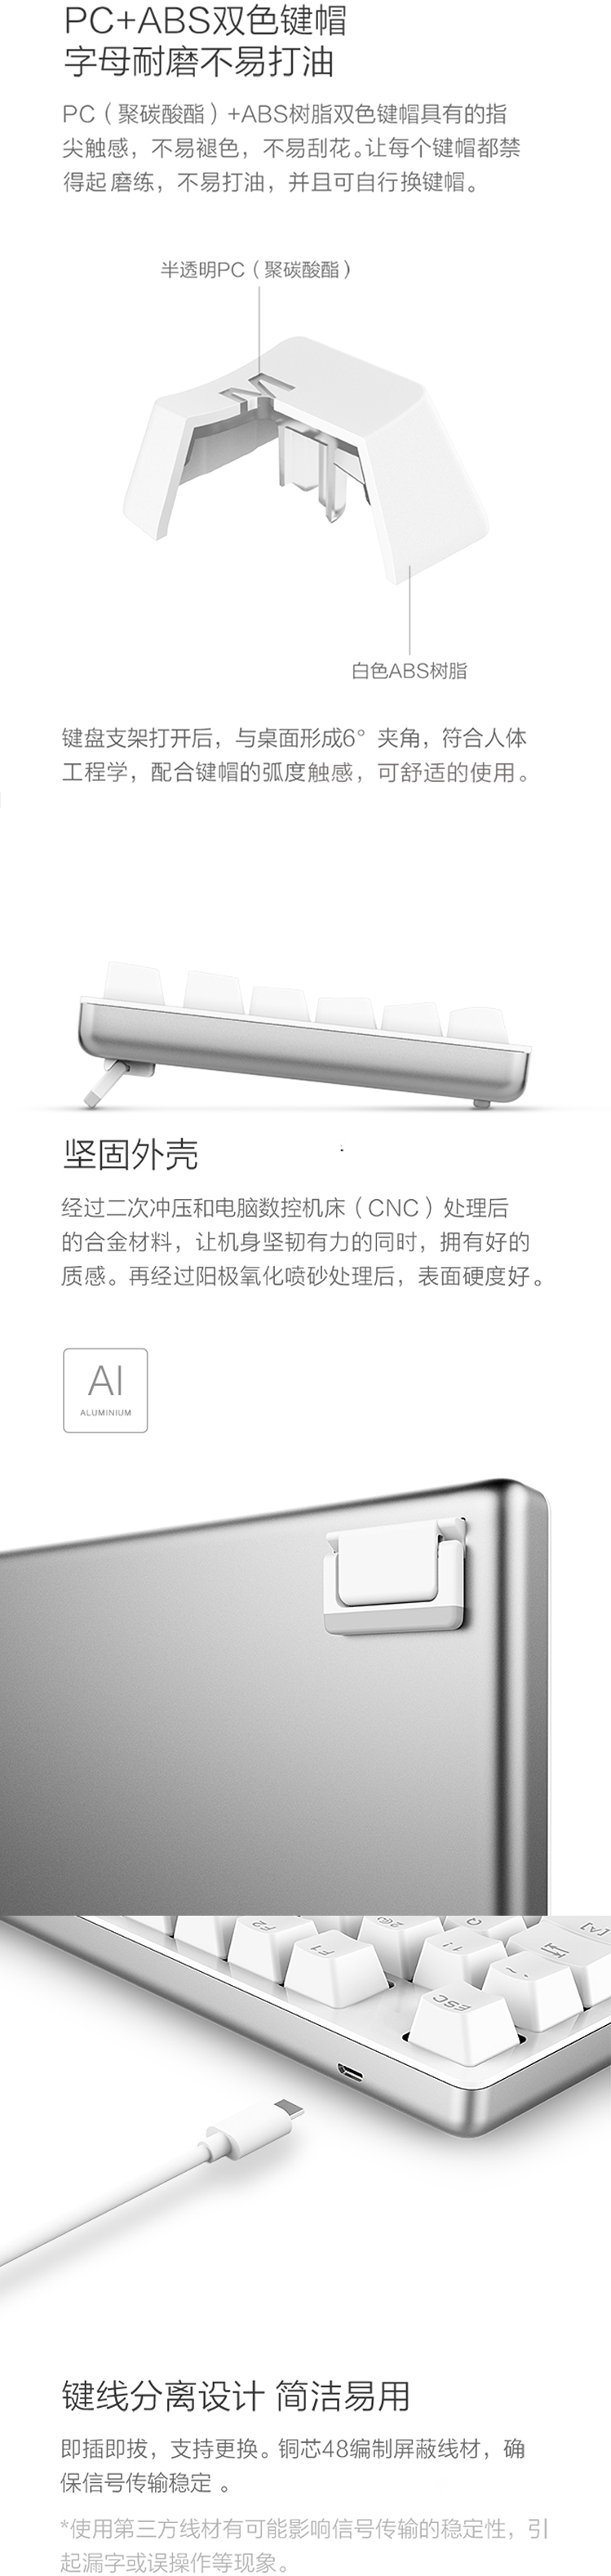 PC+ABS双色键帽
字母耐磨不易打油
PC（聚碳酸酯）+ABS树脂双色键帽具有的指
尖触感，不易褪色，不易刮花。让每个键帽都禁
得起 磨练，不易打油，并且可自行换键帽。
半透明PC（聚碳酸酯）
M
白色ABS树脂
键盘支架打开后，与桌面形成6° 夹角，符合人体
工程学，配合键帽的弧度触感，可舒适的使用。
坚固外壳
经过二次冲压和电脑数控机床（CNC）处理后
的合金材料，让机身坚韧有力的同时，拥有好的
质感。再经过阳极氧化喷砂处理后，表面硬度好。
Al
ALUMINIUM
F2
2@
Q
[A]
F1
1!
ESC
键线分离设计 简洁易用
即插即拔，支持更换。铜芯48编制屏蔽线材，确
保信号传输稳定 。
*使用第三方线材有可能影响信号传输的稳定性，引
起漏字或误操作等现象。